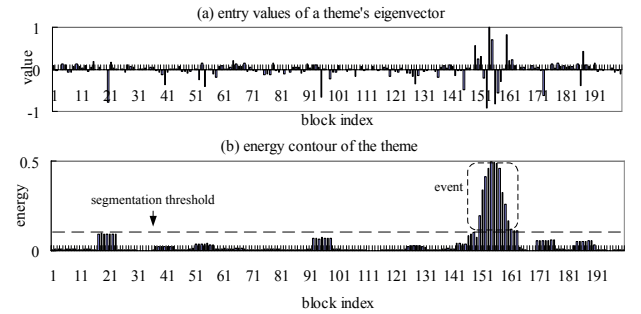 (a) entry values of a theme's eigenvector
1
0
-1
value
1 11 21 31 41 51 61 71 81 91 101 111 121 131 141 151 161 171 181 191
block index
(b) energy contour of the theme
0.5
0
energy
segmentation threshold
event
1 11 21 31 41 51 61 71 81 91 101 111 121 131 141 151 161 171 181 191
block index